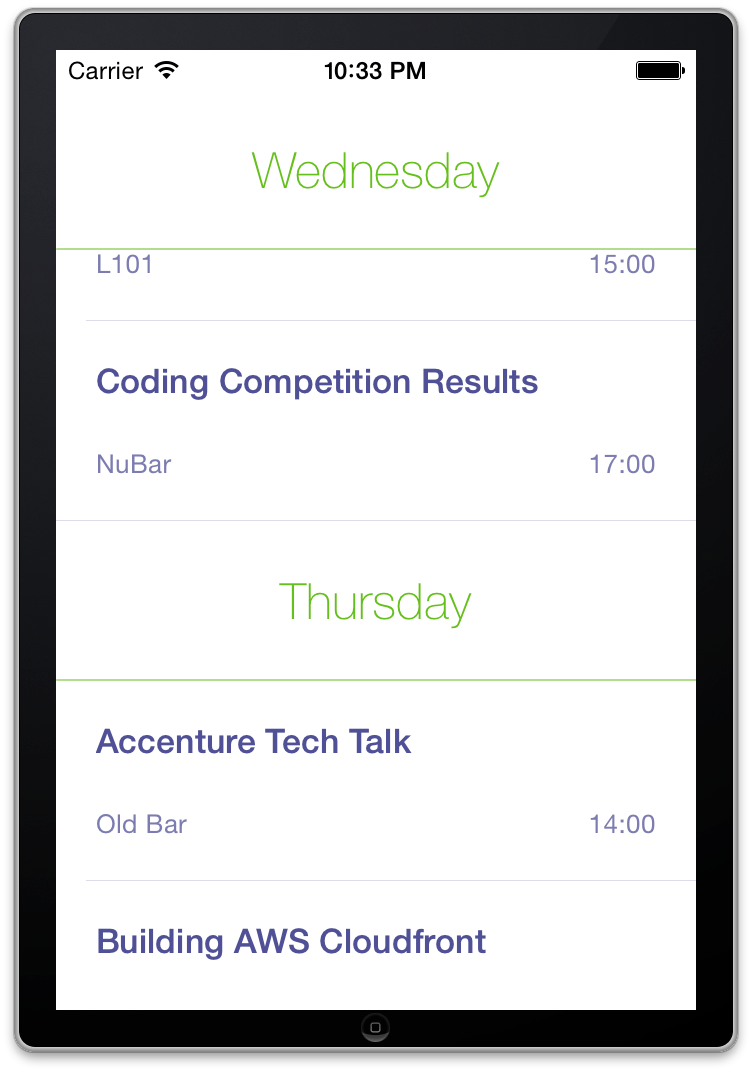 Carrier 10:33 PM
Wednesday
L101 15:00
Coding Competition Results
NuBar 17:00
Thursday
Accenture Tech Talk
Old Bar 14:00
Building AWS Cloudfront